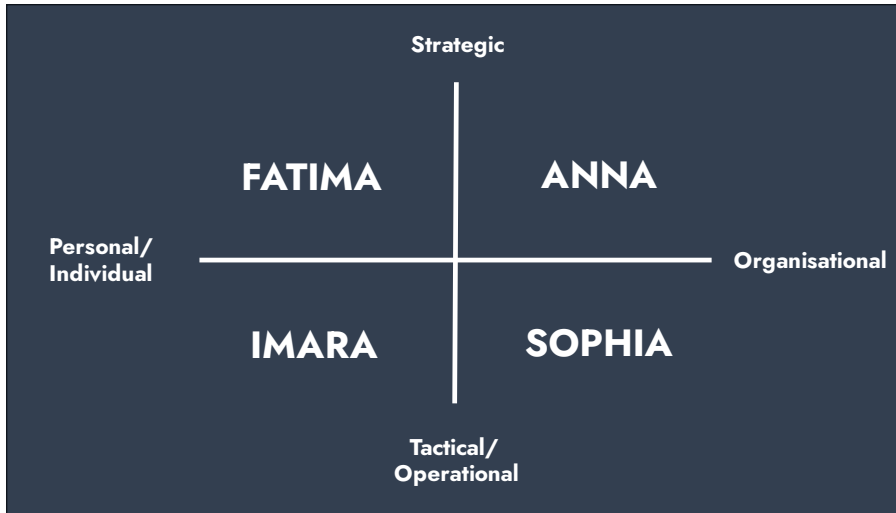 Strategic
FATIMA
ANNA
Personal/
Individual
Organisational
IMARA
SOPHIA
Tactical/
Operational